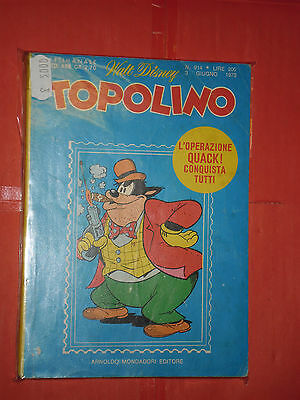 Walt Disney
N. 914 • LIRE 200
3 GIUGNO 1973
TOPOLINO
L'OPERAZIONE
QUACK!
CONQUISTA
TUTTI
ARNOLDO MONDADORI EDITORE